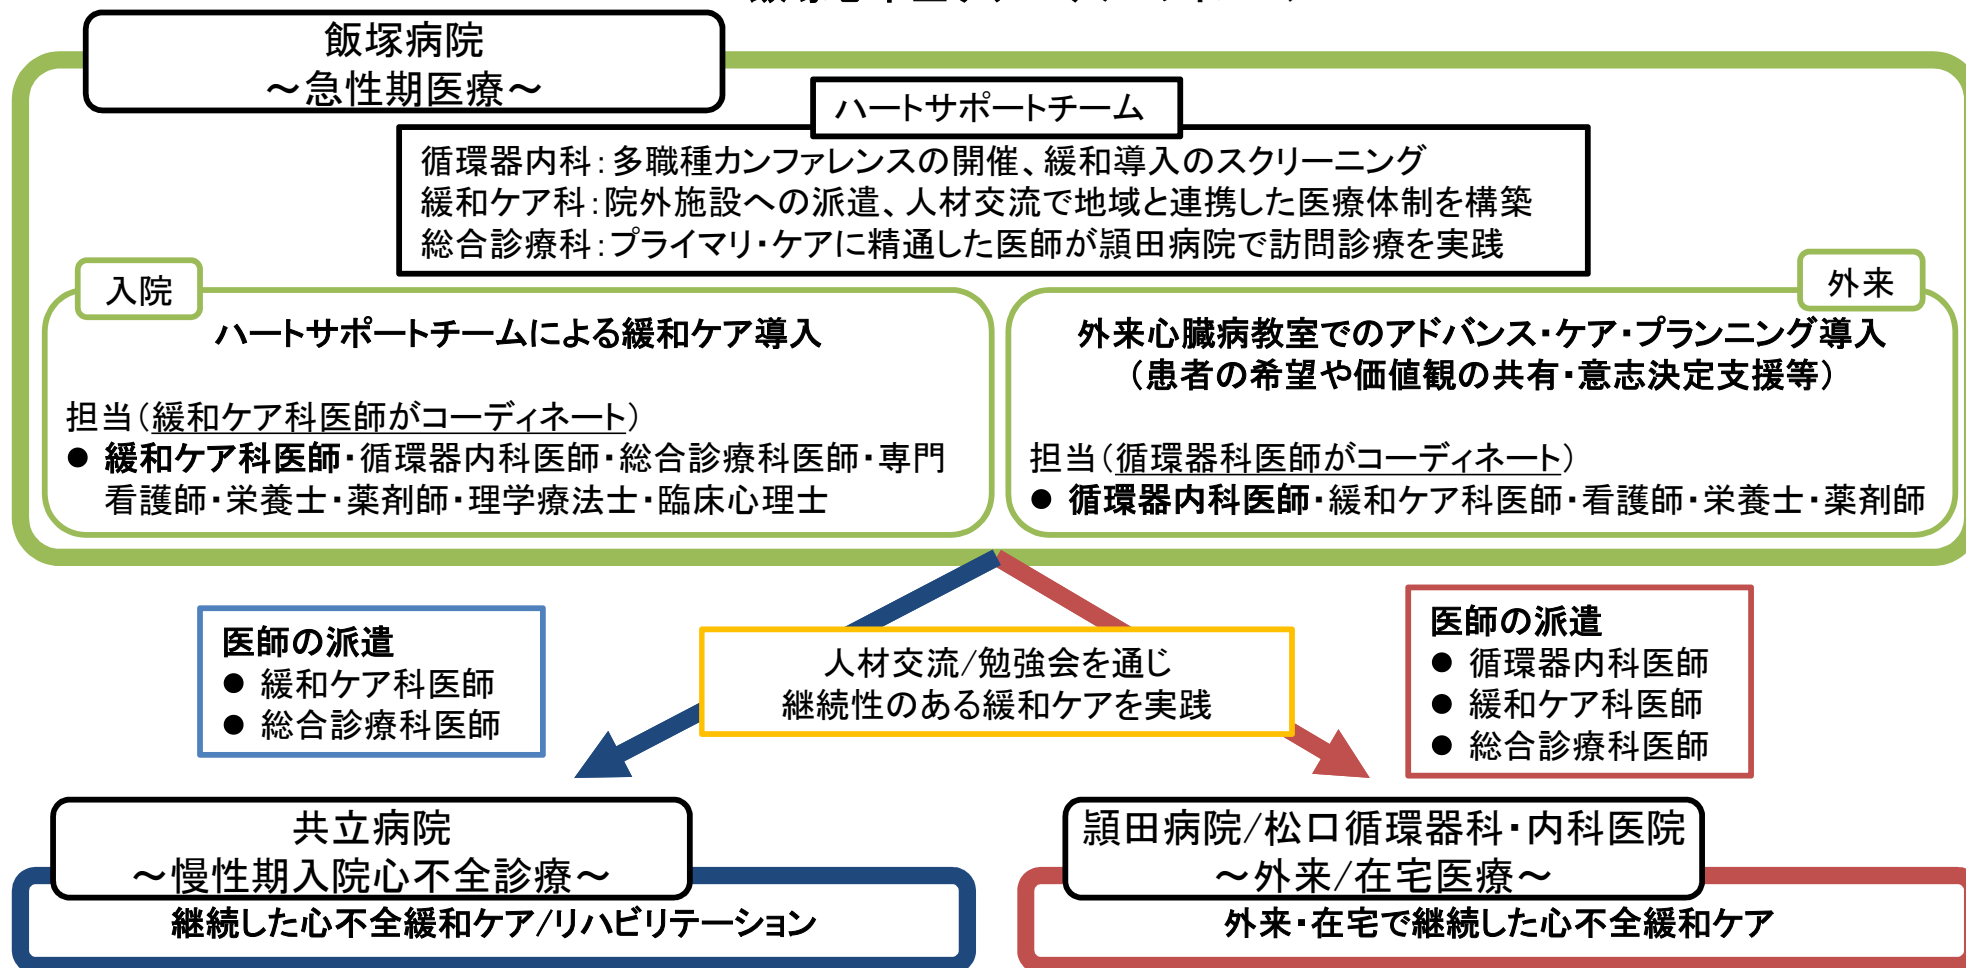 飯塚病院
～急性期医療～
ハートサポートチーム
循環器内科：多職種カンファレンスの開催、緩和導入のスクリーニング
緩和ケア科：院外施設への派遣、人材交流で地域と連携した医療体制を構築
総合診療科：プライマリ・ケアに精通した医師が頴田病院で訪問診療を実践
入院
ハートサポートチームによる緩和ケア導入
担当（緩和ケア科医師がコーディネート）
● 緩和ケア科医師・循環器内科医師・総合診療科医師・専門
看護師・栄養士・薬剤師・理学療法士・臨床心理士
外来
外来心臓病教室でのアドバンス・ケア・プランニング導入
（患者の希望や価値観の共有・意志決定支援等）
担当（循環器科医師がコーディネート）
● 循環器内科医師・緩和ケア科医師・看護師・栄養士・薬剤師
医師の派遣
● 緩和ケア科医師
● 総合診療科医師
人材交流/勉強会を通じ
継続性のある緩和ケアを実践
医師の派遣
● 循環器内科医師
● 緩和ケア科医師
● 総合診療科医師
共立病院
～慢性期入院心不全診療～
継続した心不全緩和ケア/リハビリテーション
頴田病院/松口循環器科・内科医院
～外来/在宅医療～
外来・在宅で継続した心不全緩和ケア